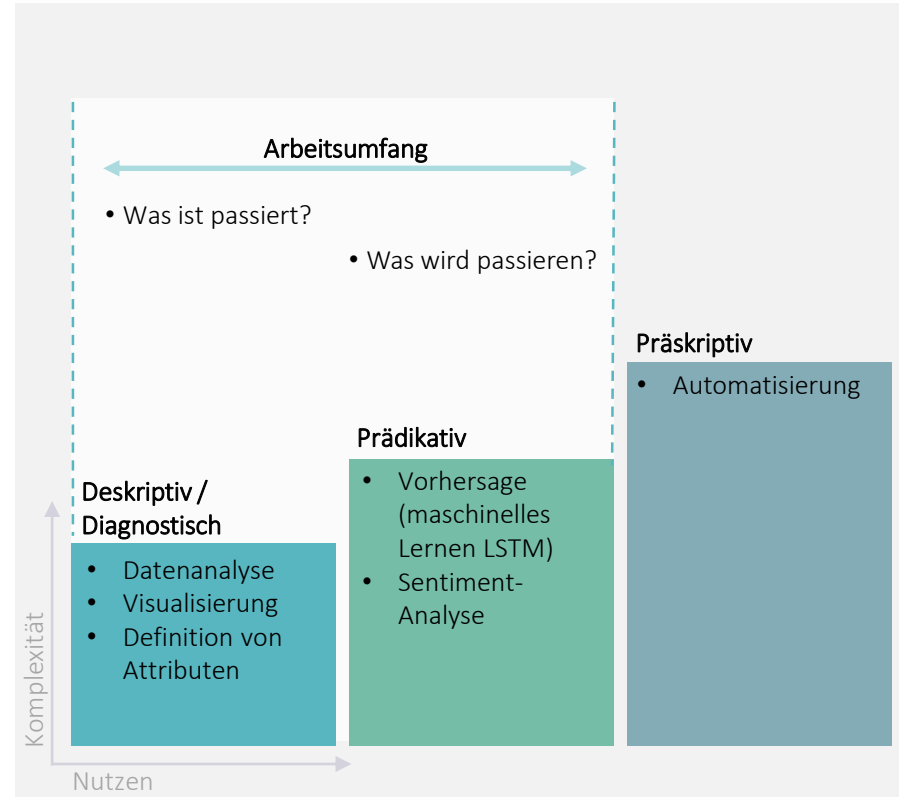 Arbeitsumfang
• Was ist passiert?
• Was wird passieren?
Präskriptiv
• Automatisierung
Prädikativ
• Vorhersage
(maschinelles
Lernen LSTM)
• Sentiment-
Analyse
Deskriptiv /
Diagnostisch
• Datenanalyse
• Visualisierung
• Definition von
Attributen
Komplexität
Nutzen